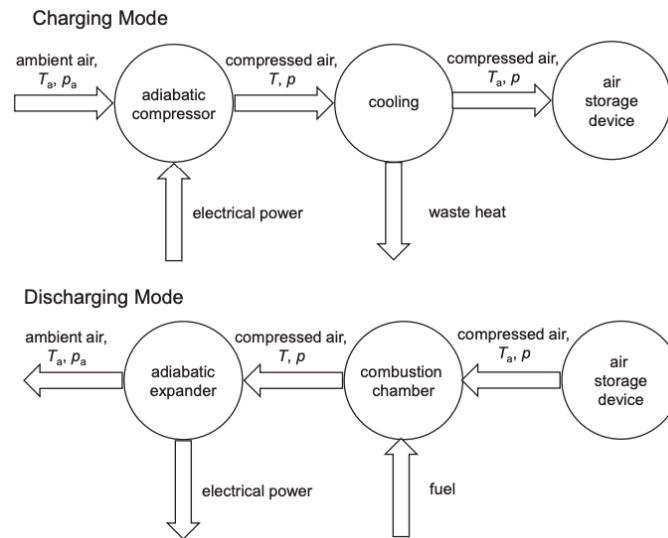 Charging Mode
ambient air,
Tₐ, pₐ
adiabatic
compressor
compressed air,
T, p
cooling
compressed air,
Tₐ, p
air
storage
device
electrical power
waste heat
Discharging Mode
ambient air,
Tₐ, pₐ
adiabatic
expander
compressed air,
T, p
combustion
chamber
compressed air,
Tₐ, p
air
storage
device
electrical power
fuel